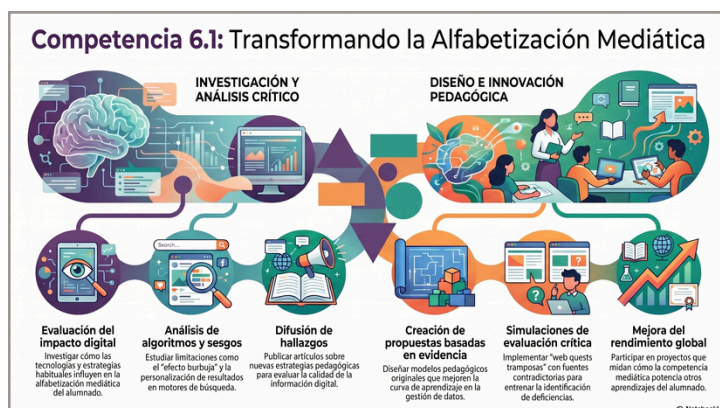 Competencia 6.1: Transformando la Alfabetización Mediática
INVESTIGACIÓN Y
ANÁLISIS CRÍTICO
DISEÑO E INNOVACIÓN
PEDAGÓGICA
Search...
Evaluación del
impacto digital
Investigar cómo las
tecnologías y estrategias
habituales influyen en la
alfabetización mediática
del alumnado.
Análisis de
algoritmos y sesgos
Estudiar limitaciones como
el "efecto burbuja" y la
personalización de resultados
en motores de búsqueda.
Difusión de
hallazgos
Publicar artículos sobre
nuevas estrategias pedagógicas
para evaluar la calidad de la
información digital.
Creación de
propuestas basadas
en evidencia
Diseñar modelos pedagógicos
originales que mejoren la
curva de aprendizaje en la
gestión de datos.
Simulaciones de
evaluación crítica
Implementar "web quests
tramposas" con fuentes
contradictorias para
entrenar la identificación de
deficiencias.
Mejora del
rendimiento global
Participar en proyectos que
midan cómo la competencia
mediática potencia otros
aprendizajes del alumnado.